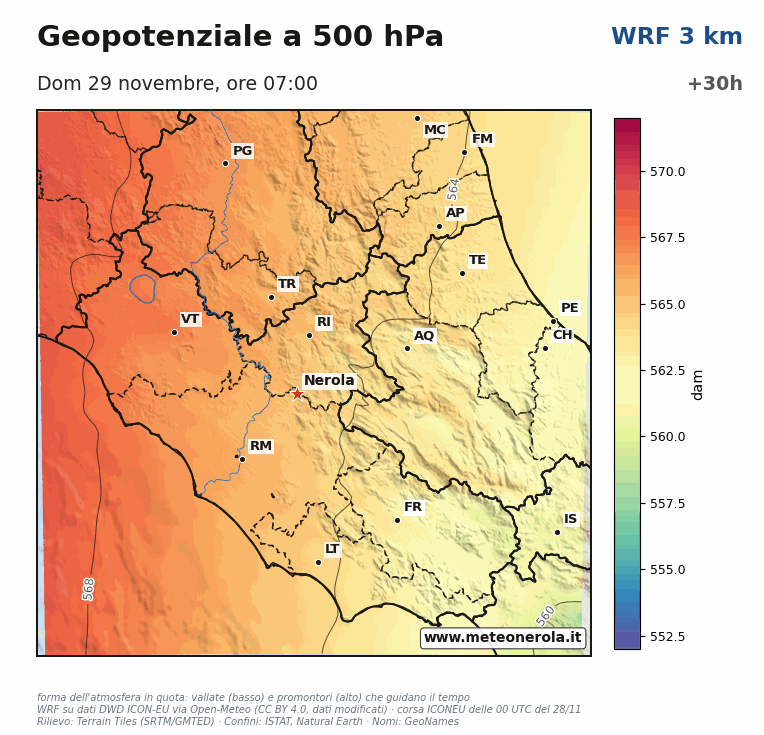 Geopotenziale a 500 hPa
WRF 3 km
Dom 29 novembre, ore 07:00
+30h
MC
FM
PG
564
AP
TE
TR
PE
VT
RI
CH
AQ
Nerola
RM
FR
IS
LT
568
560
www.meteonerola.it
570.0
567.5
565.0
562.5
560.0
557.5
555.0
552.5
dam
forma dell'atmosfera in quota: vallate (basso) e promontori (alto) che guidano il tempo
WRF su dati DWD ICON-EU via Open-Meteo (CC BY 4.0, dati modificati) · corsa ICONEU delle 00 UTC del 28/11
Rilievo: Terrain Tiles (SRTM/GMTED) · Confini: ISTAT, Natural Earth · Nomi: GeoNames